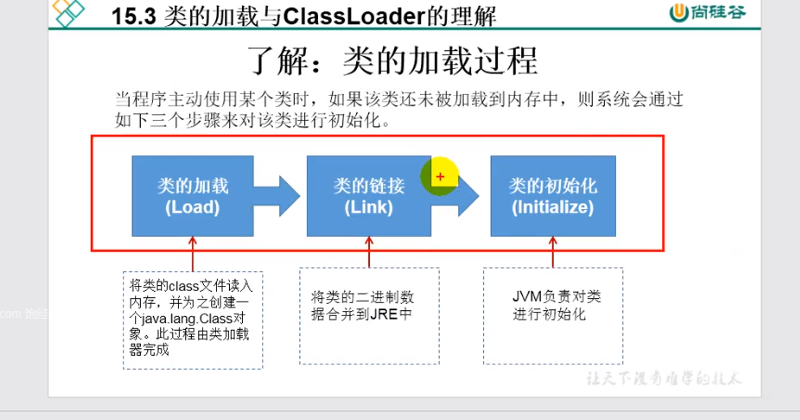 15.3 类的加载与ClassLoader的理解
尚硅谷
了解：类的加载过程
当程序主动使用某个类时，如果该类还未被加载到内存中，则系统会通过
如下三个步骤来对该类进行初始化。
类的加载
(Load)
类的链接
(Link)
类的初始化
(Initialize)
将类的class文件读入
内存，并为之创建一
个java.lang.Class对
象。此过程由类加载
器完成
将类的二进制数
据合并到JRE中
JVM负责对类
进行初始化
让天下没有难学的技术